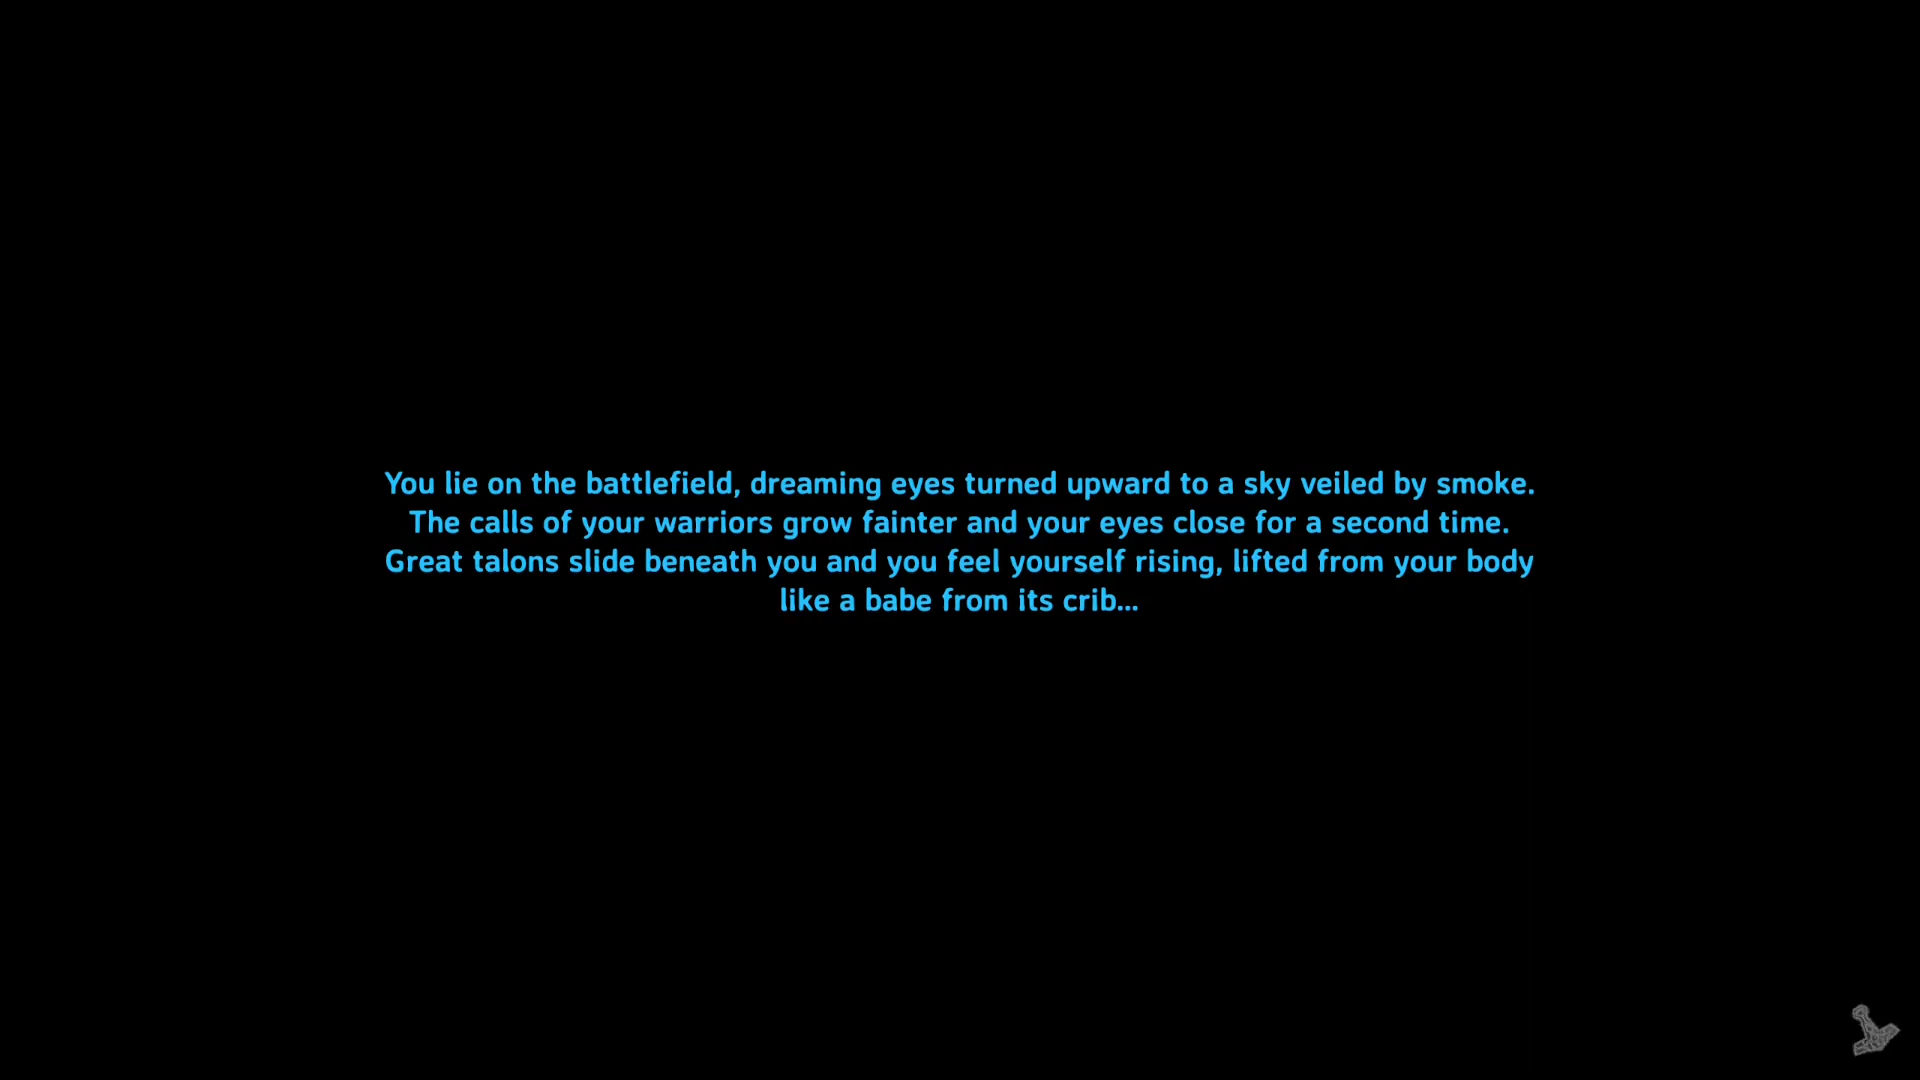 You lie on the battlefield, dreaming eyes turned upward to a sky veiled by smoke.
The calls of your warriors grow fainter and your eyes close for a second time.
Great talons slide beneath you and you feel yourself rising, lifted from your body
like a babe from its crib...